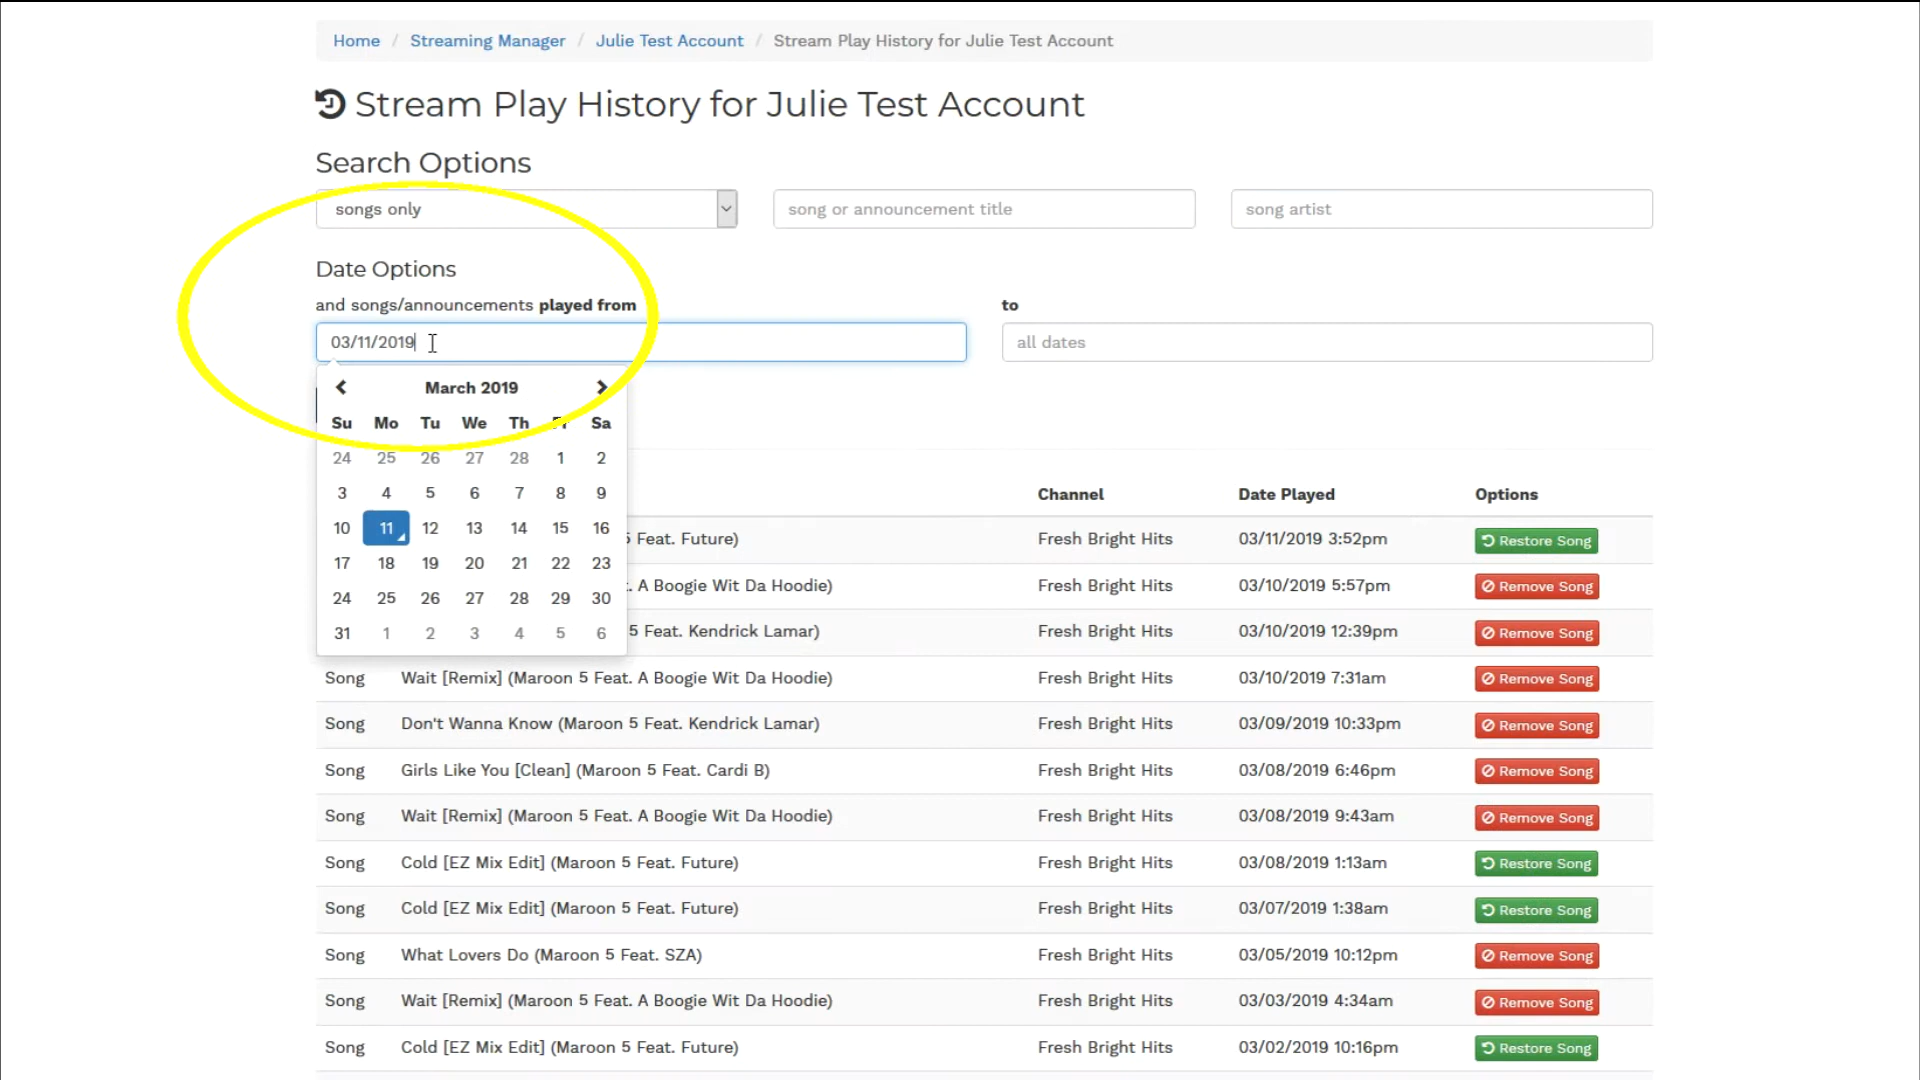 Home / Streaming Manager / Julie Test Account / Stream Play History for Julie Test Account
Stream Play History for Julie Test Account
Search Options
songs only
song or announcement title
song artist
Date Options
and songs/announcements played from
to
03/11/2019
all dates
March 2019
Su Mo Tu We Th Sa
24 25 26 27 28 1 2
3 4 5 6 7 8 9
10 11 12 13 14 15 16
17 18 19 20 21 22 23
24 25 26 27 28 29 30
31 1 2 3 4 5 6
Channel Date Played Options
Feat. Future) Fresh Bright Hits 03/11/2019 3:52pm Restore Song
. A Boogie Wit Da Hoodie) Fresh Bright Hits 03/10/2019 5:57pm Remove Song
5 Feat. Kendrick Lamar) Fresh Bright Hits 03/10/2019 12:39pm Remove Song
Song Wait [Remix] (Maroon 5 Feat. A Boogie Wit Da Hoodie) Fresh Bright Hits 03/10/2019 7:31am Remove Song
Song Don't Wanna Know (Maroon 5 Feat. Kendrick Lamar) Fresh Bright Hits 03/09/2019 10:33pm Remove Song
Song Girls Like You [Clean] (Maroon 5 Feat. Cardi B) Fresh Bright Hits 03/08/2019 6:46pm Remove Song
Song Wait [Remix] (Maroon 5 Feat. A Boogie Wit Da Hoodie) Fresh Bright Hits 03/08/2019 9:43am Remove Song
Song Cold [EZ Mix Edit] (Maroon 5 Feat. Future) Fresh Bright Hits 03/08/2019 1:13am Restore Song
Song Cold [EZ Mix Edit] (Maroon 5 Feat. Future) Fresh Bright Hits 03/07/2019 1:38am Restore Song
Song What Lovers Do (Maroon 5 Feat. SZA) Fresh Bright Hits 03/05/2019 10:12pm Remove Song
Song Wait [Remix] (Maroon 5 Feat. A Boogie Wit Da Hoodie) Fresh Bright Hits 03/03/2019 4:34am Remove Song
Song Cold [EZ Mix Edit] (Maroon 5 Feat. Future) Fresh Bright Hits 03/02/2019 10:16pm Restore Song